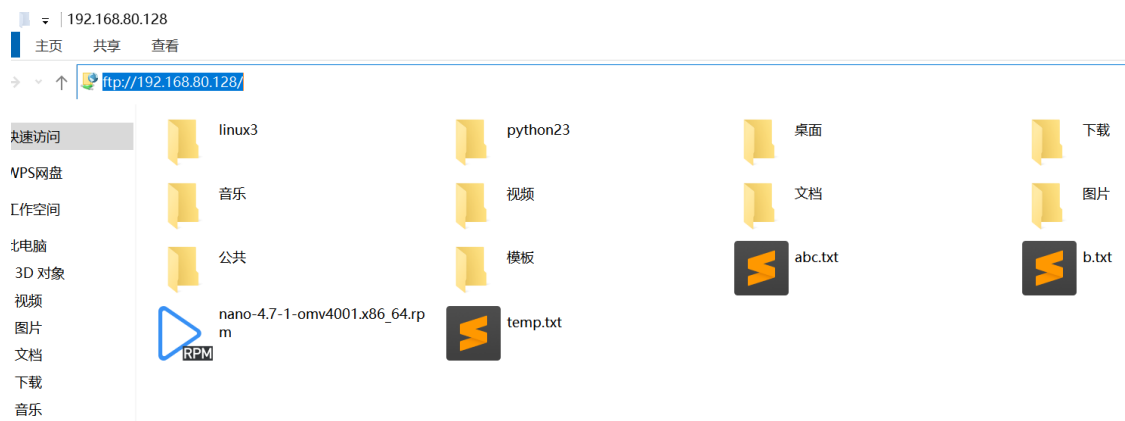 192.168.80.128
主页 共享 查看
ftp://192.168.80.128/
快速访问
WPS网盘
工作空间
此电脑
3D 对象
视频
图片
文档
下载
音乐
linux3
python23
桌面
下载
音乐
视频
文档
图片
公共
模板
abc.txt
b.txt
nano-4.7-1-omv4001.x86_64.rp
m
RPM
temp.txt